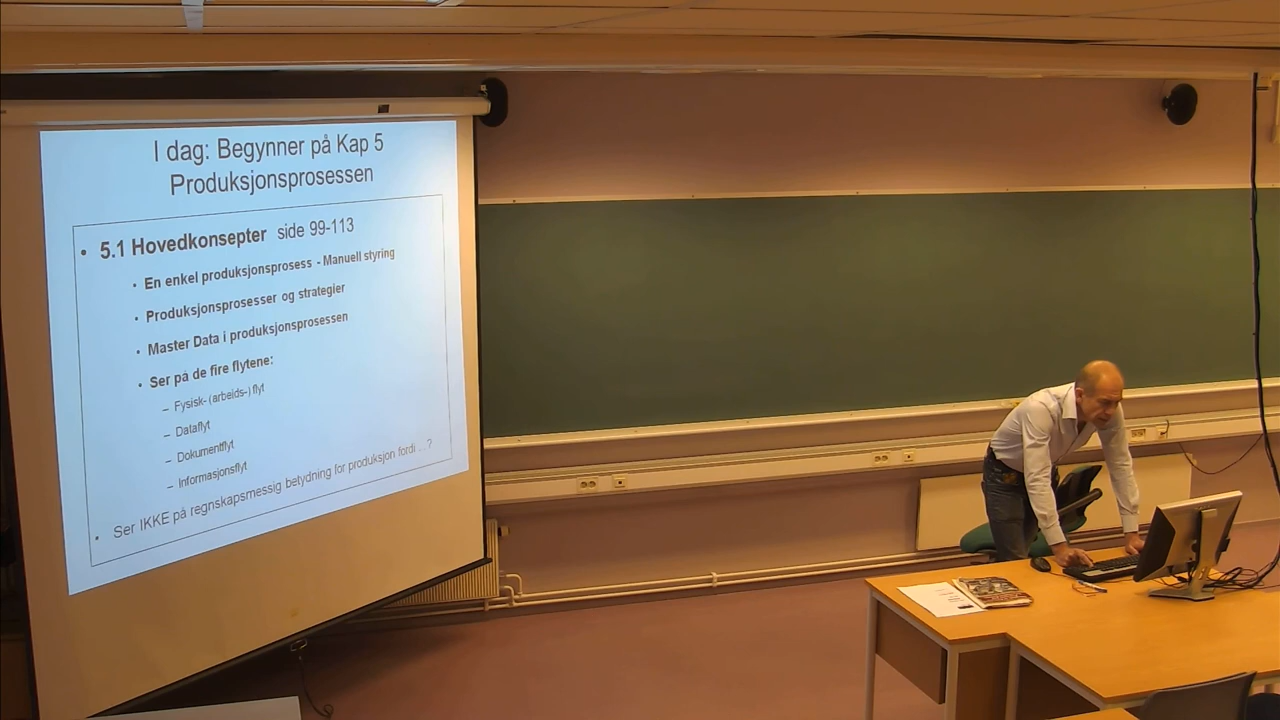 I dag: Begynner på Kap 5
Produksjonsprosessen
• 5.1 Hovedkonsepter side 99-113
• En enkel produksjonsprosess - Manuell styring
• Produksjonsprosesser og strategier
• Master Data i produksjonsprosessen
• Ser på de fire flytene:
– Fysisk- (arbeids-) flyt
– Dataflyt
– Dokumentflyt
– Informasjonsflyt
• Ser IKKE på regnskapsmessig betydning for produksjon fordi ...?